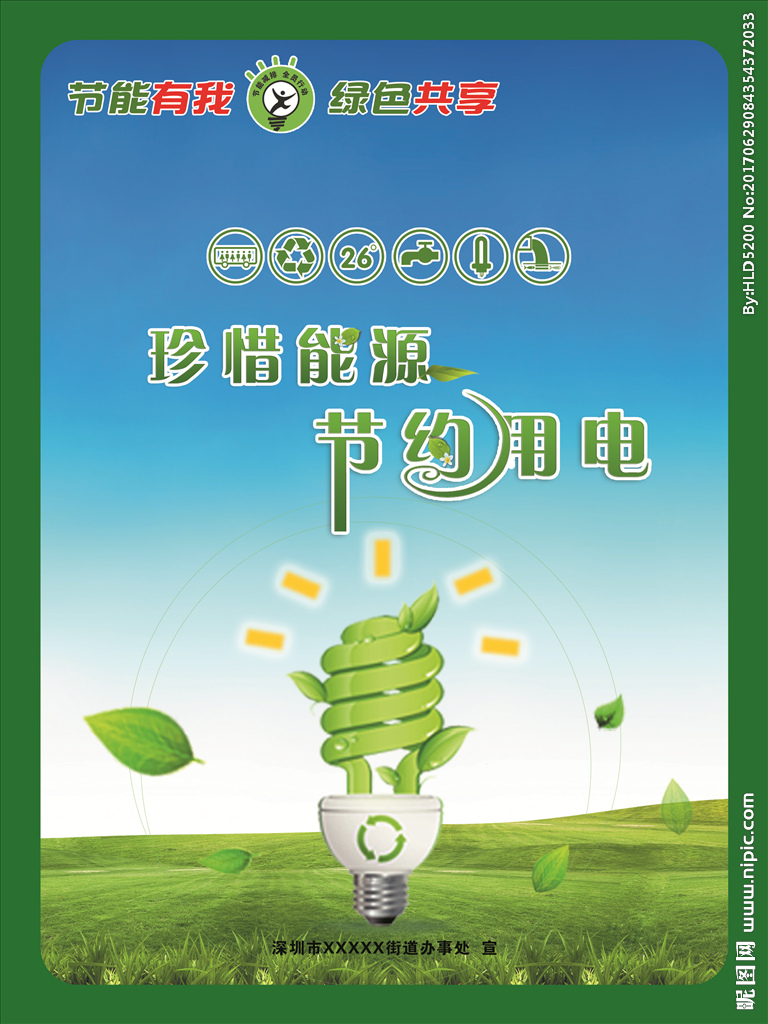 节能有我 绿色共享
节能减排 全员行动
26°
珍惜能源
节约用电
深圳市XXXXX街道办事处 宣
By:HLD5200 No:20170629084354372033
昵图网 www.nipic.com